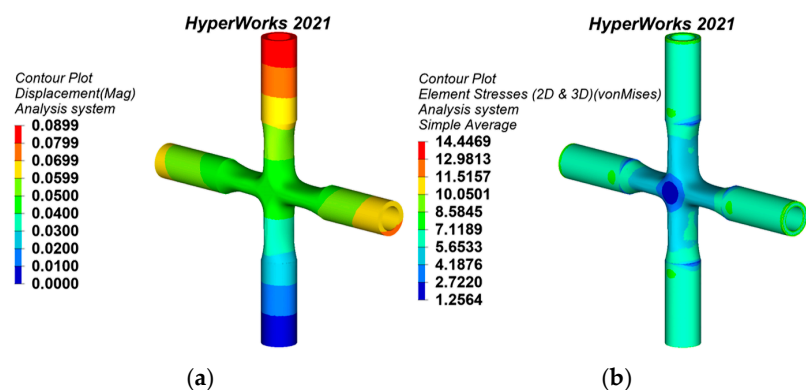 HyperWorks 2021
Contour Plot
Displacement(Mag)
Analysis system
0.0899
0.0799
0.0699
0.0599
0.0500
0.0400
0.0300
0.0200
0.0100
0.0000
(a)
HyperWorks 2021
Contour Plot
Element Stresses (2D & 3D)(vonMises)
Analysis system
Simple Average
14.4469
12.9813
11.5157
10.0501
8.5845
7.1189
5.6533
4.1876
2.7220
1.2564
(b)